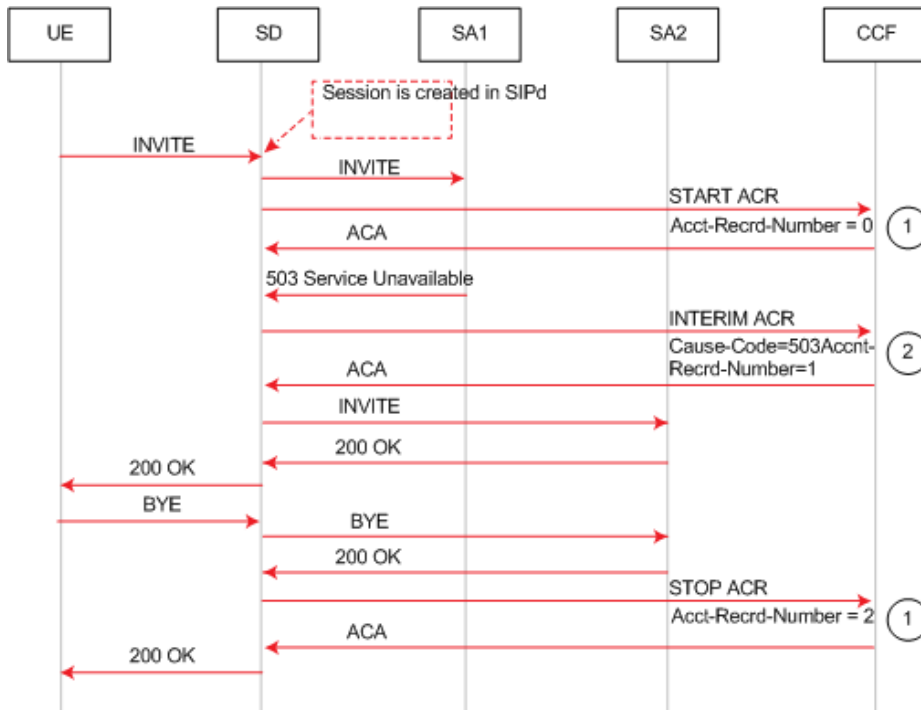 UE
SD
SA1
SA2
CCF
Session is created in SIPd
INVITE
INVITE
START ACR
Acct-Recrd-Number = 0
1
ACA
503 Service Unavailable
INTERIM ACR
Cause-Code=503Accnt-
Recrd-Number=1
2
ACA
INVITE
200 OK
200 OK
BYE
BYE
200 OK
STOP ACR
Acct-Recrd-Number = 2
1
ACA
200 OK